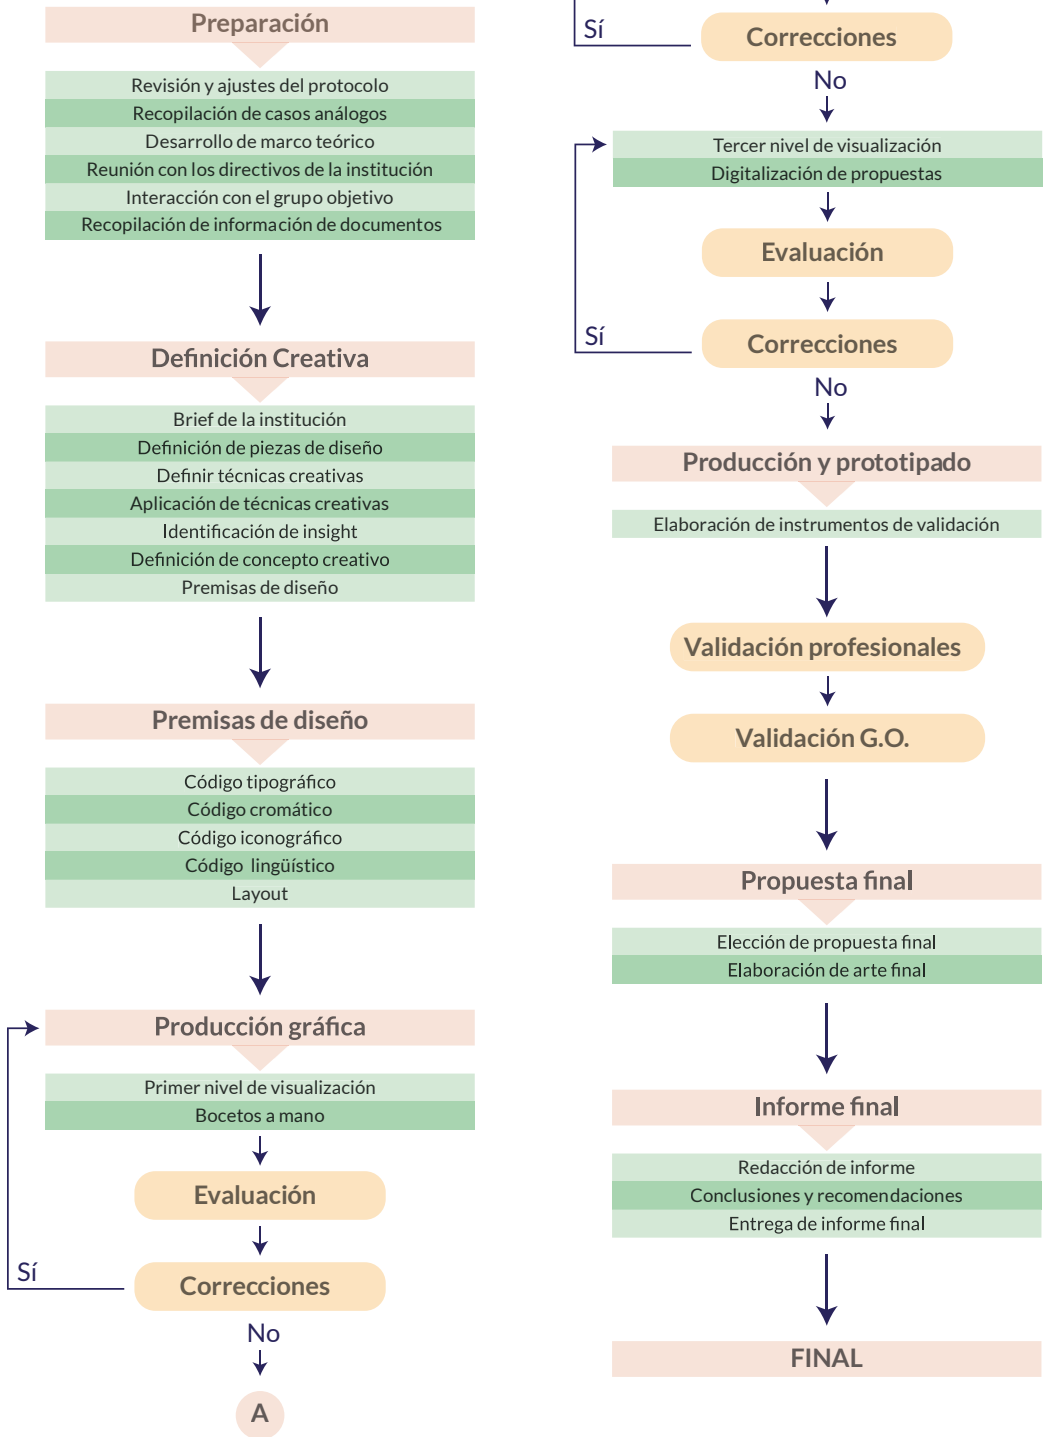 Preparación
Revisión y ajustes del protocolo
Recopilación de casos análogos
Desarrollo de marco teórico
Reunión con los directivos de la institución
Interacción con el grupo objetivo
Recopilación de información de documentos
Definición Creativa
Brief de la institución
Definición de piezas de diseño
Definir técnicas creativas
Aplicación de técnicas creativas
Identificación de insight
Definición de concepto creativo
Premisas de diseño
Premisas de diseño
Código tipográfico
Código cromático
Código iconográfico
Código lingüístico
Layout
Producción gráfica
Primer nivel de visualización
Bocetos a mano
Evaluación
Sí
Correcciones
No
A
Sí
Correcciones
No
Tercer nivel de visualización
Digitalización de propuestas
Evaluación
Sí
Correcciones
No
Producción y prototipado
Elaboración de instrumentos de validación
Validación profesionales
Validación G.O.
Propuesta final
Elección de propuesta final
Elaboración de arte final
Informe final
Redacción de informe
Conclusiones y recomendaciones
Entrega de informe final
FINAL